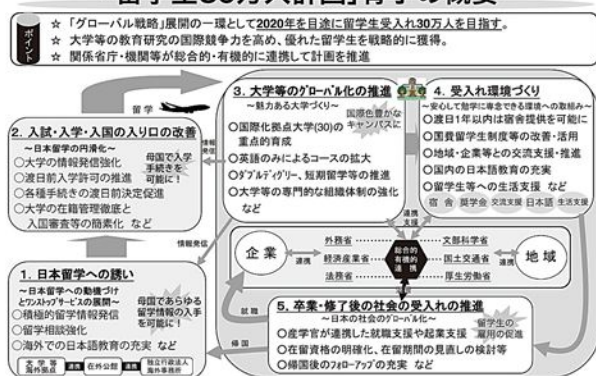 ポイント
☆ 「グローバル戦略」展開の一環として2020年を目途に留学生受入れ30万人を目指す。
☆ 大学等の教育研究の国際競争力を高め、優れた留学生を戦略的に獲得。
☆ 関係省庁・機関等が総合的・有機的に連携して計画を推進
留学
2. 入試・入学・入国の入り口の改善
~日本留学の円滑化~
○大学の情報発信強化
○渡日前入学許可の推進
○各種手続きの渡日前決定促進
○大学の在籍管理徹底と
入国審査等の簡素化 など
母国で入学
手続きを
可能に!
情報発信
3. 大学等のグローバル化の推進
~魅力ある大学づくり~
○国際化拠点大学(30)の
重点的育成
○英語のみによるコースの拡大
○ダブルディグリー、短期留学等の推進
○大学等の専門的な組織体制の強化
など
国際色豊かな
キャンパスに
4. 受入れ環境づくり
~安心して勉学に専念できる環境への取組み~
○渡日1年以内は宿舎提供を可能に
○国費留学生制度等の改善・活用
○地域・企業等との交流支援・推進
○国内の日本語教育の充実
○留学生等への生活支援 など
宿 舎
奨学金
交流支援
日本語
生活支援
連携
支援
情報発信
企業
連携
外務省
経済産業省
法務省
総合的
有機的
連 携
文部科学省
国土交通省
厚生労働省
連携
地域
1. 日本留学への誘い
~日本留学への動機づけ
とワンストップサービスの展開~
○積極的留学情報発信
○留学相談強化
○海外での日本語教育の充実 など
母国であらゆる
留学情報の入手
を可能に!
大 学 等
海外拠点
連携
在外公館
連携
独立行政法人
海外事務所
就職
帰国
5. 卒業・修了後の社会の受入れの推進
~日本の社会のグローバル化~
○産学官が連携した就職支援や起業支援
○在留資格の明確化、在留期間の見直しの検討等
○帰国後のフォローアップの充実 など
留学生の
雇用の促進